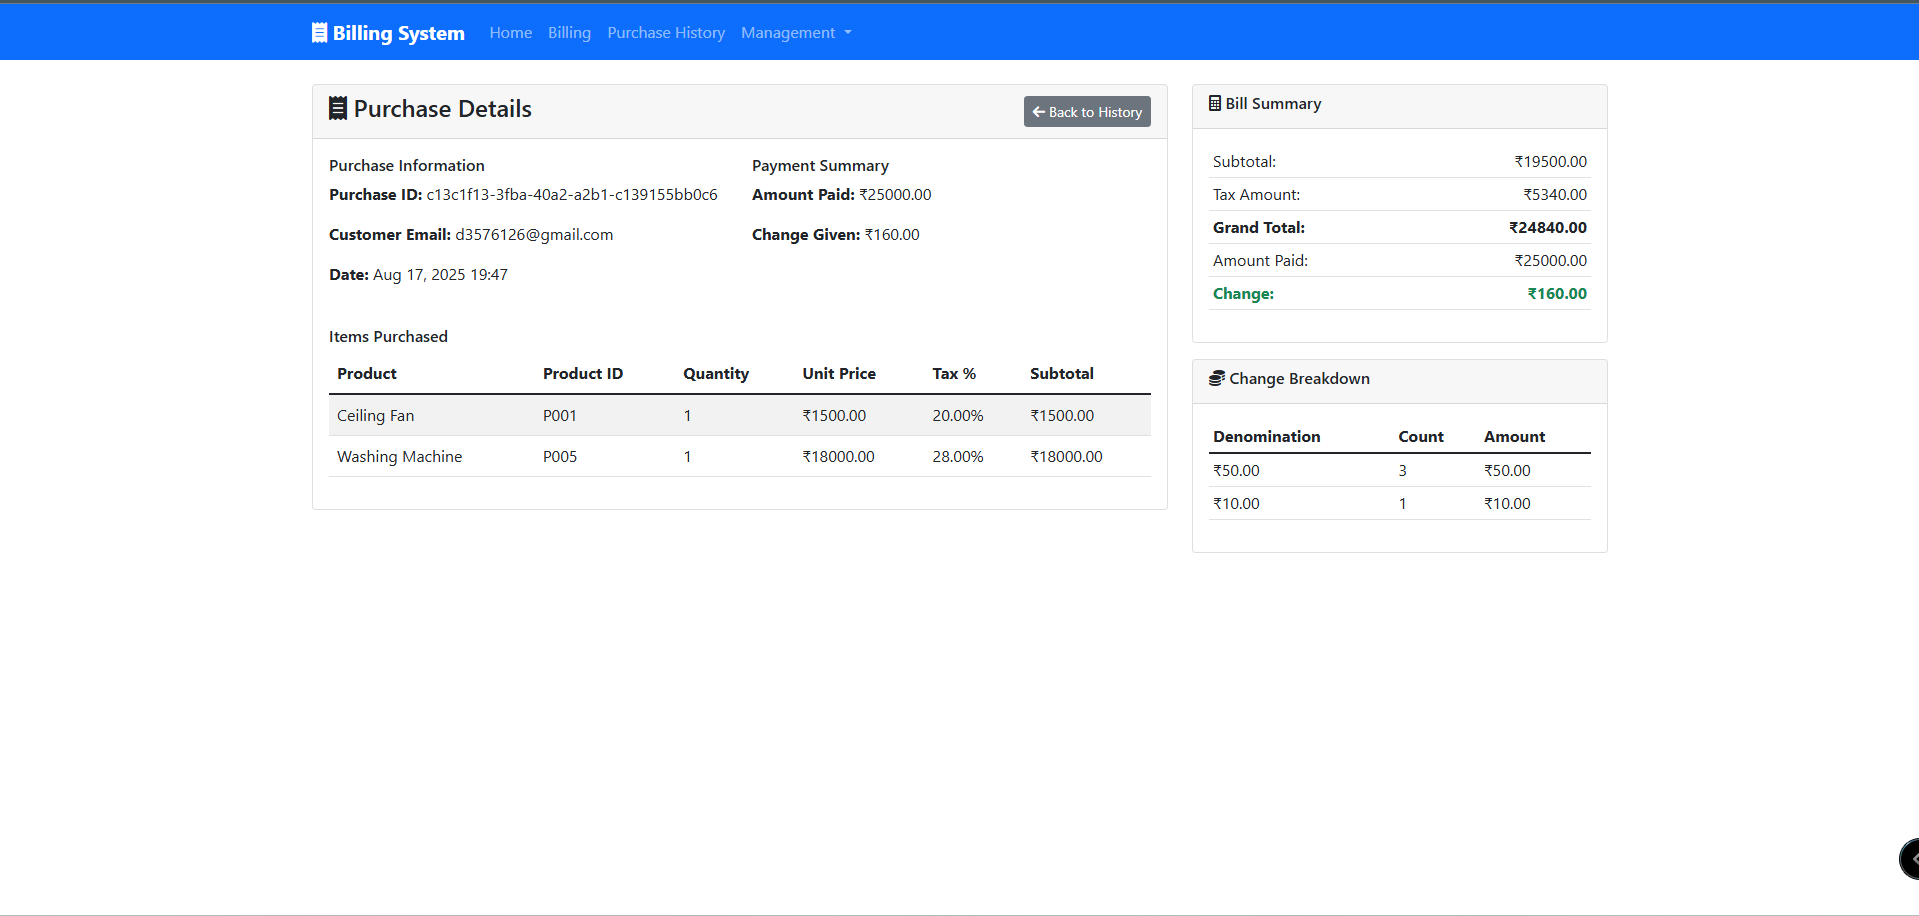 Billing System Home Billing Purchase History Management
Purchase Details
Back to History
Purchase Information
Purchase ID: c13c1f13-3fba-40a2-a2b1-c139155bb0c6
Customer Email: d3576126@gmail.com
Date: Aug 17, 2025 19:47
Payment Summary
Amount Paid: ₹25000.00
Change Given: ₹160.00
Items Purchased
Product Product ID Quantity Unit Price Tax % Subtotal
Ceiling Fan P001 1 ₹1500.00 20.00% ₹1500.00
Washing Machine P005 1 ₹18000.00 28.00% ₹18000.00
Bill Summary
Subtotal: ₹19500.00
Tax Amount: ₹5340.00
Grand Total: ₹24840.00
Amount Paid: ₹25000.00
Change: ₹160.00
Change Breakdown
Denomination Count Amount
₹50.00 3 ₹50.00
₹10.00 1 ₹10.00